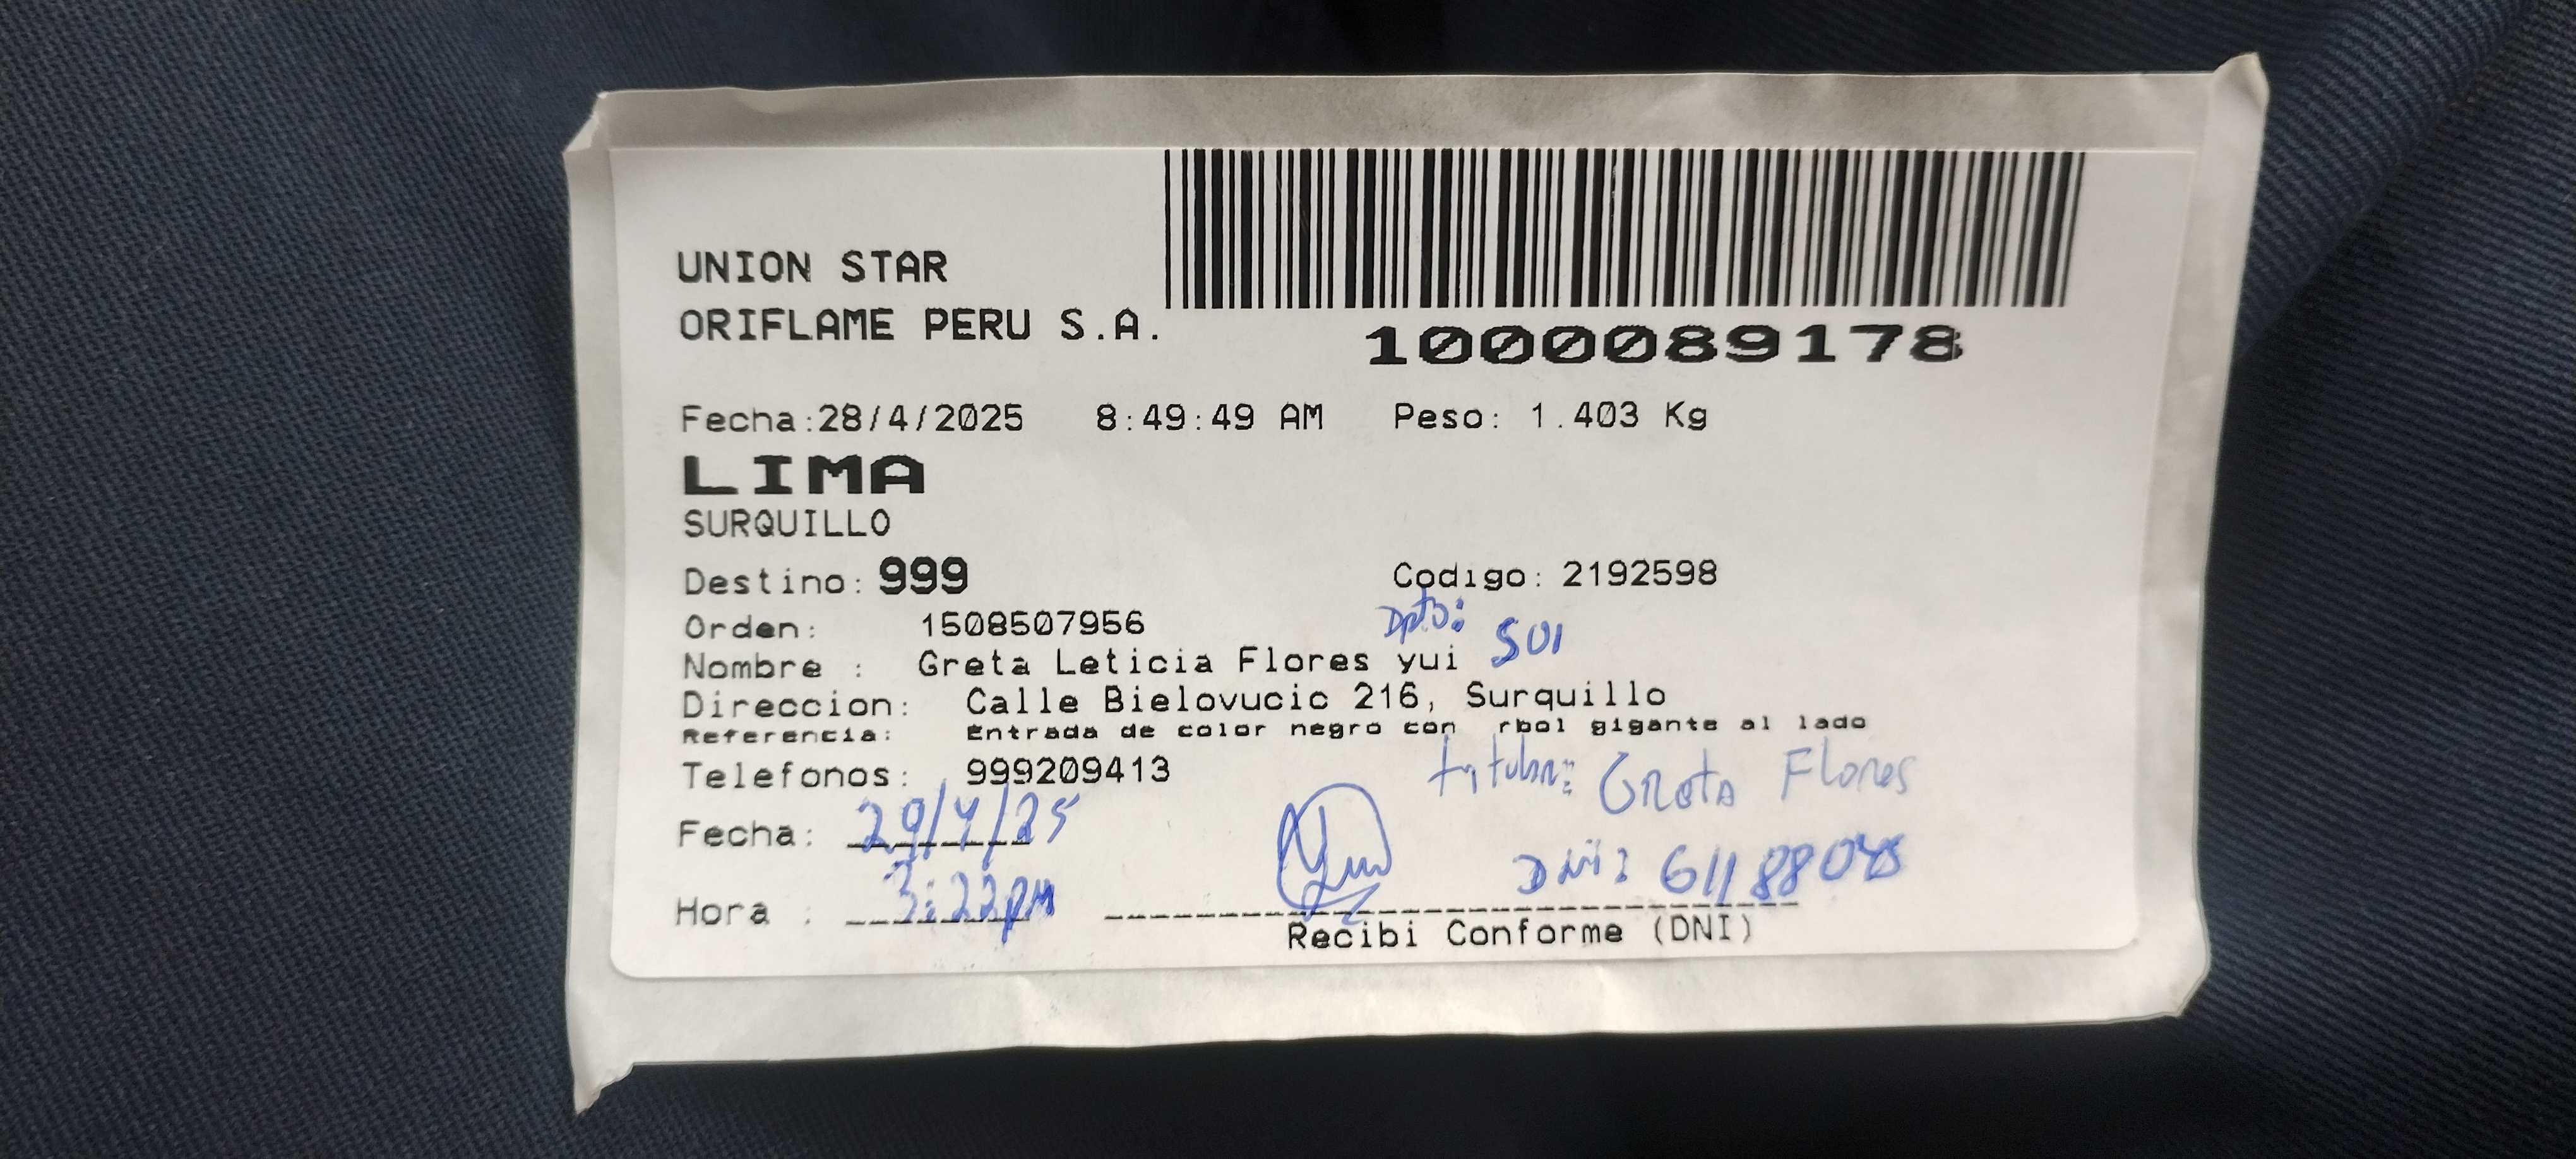 UNION STAR
ORIFLAME PERU S.A.
1000089178
Fecha:28/4/2025 8:49:49 AM Peso: 1.403 Kg
LIMA
SURQUILLO
Destino: 999 Codigo: 2192598
Orden: 1508507956 Dpto:
Nombre : Greta Leticia Flores yui 501
Direccion: Calle Bielovucic 216, Surquillo
Referencia: Entrada de color negro con rbol gigante al lado
Telefonos: 999209413 Greta Flores
Fecha: 29/4/25
Hora : 3:22pm DNI: 61188048
Recibi Conforme (DNI)